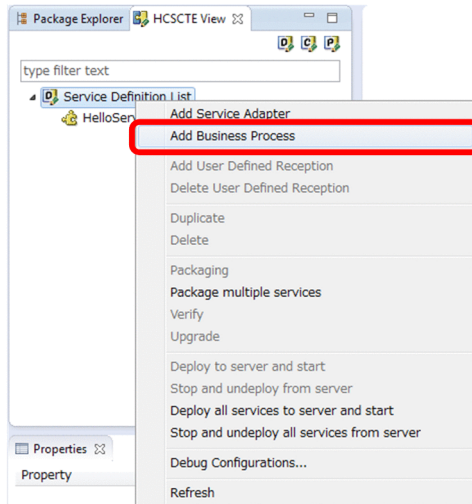 Package Explorer HCSCTE View
type filter text
Service Definition List
HelloSer
Add Service Adapter
Add Business Process
Add User Defined Reception
Delete User Defined Reception
Duplicate
Delete
Packaging
Package multiple services
Verify
Upgrade
Deploy to server and start
Stop and undeploy from server
Deploy all services to server and start
Stop and undeploy all services from server
Debug Configurations...
Refresh
Properties
Property